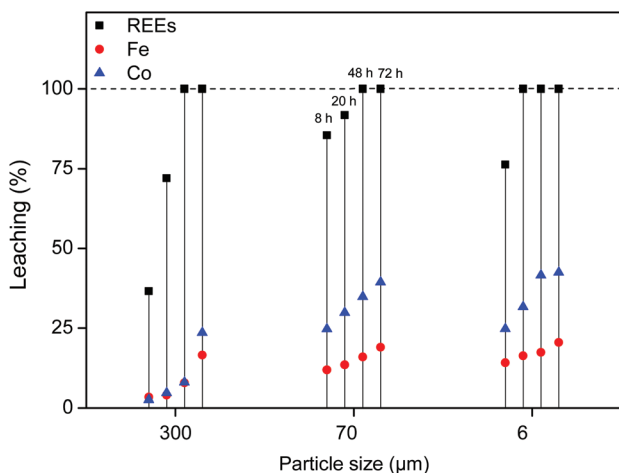 REEs
Fe
Co
48 h 72 h
100
20 h
8 h
75
50
25
0
300 70 6
Leaching (%)
Particle size (µm)